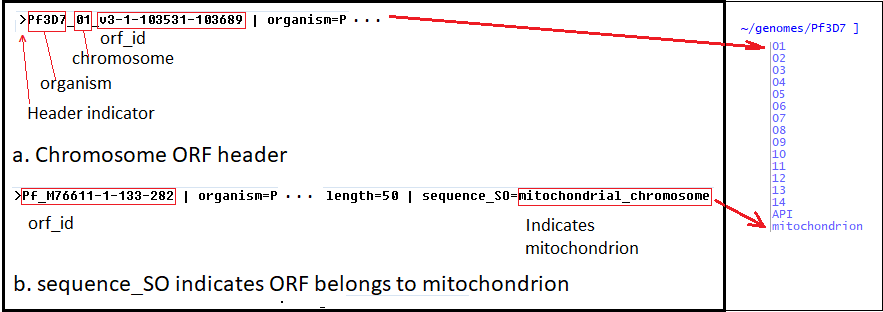 >Pf3D7_01_v3-1-103531-103689 | organism=P ...
orf_id
chromosome
organism
Header indicator
a. Chromosome ORF header
>Pf_M76611-1-133-282 | organism=P ... length=50 | sequence_SO=mitochondrial_chromosome
orf_id
Indicates
mitochondrion
b. sequence_SO indicates ORF belongs to mitochondrion
~/genomes/Pf3D7 ]
01
02
03
04
05
06
07
08
09
10
11
12
13
14
API
mitochondrion